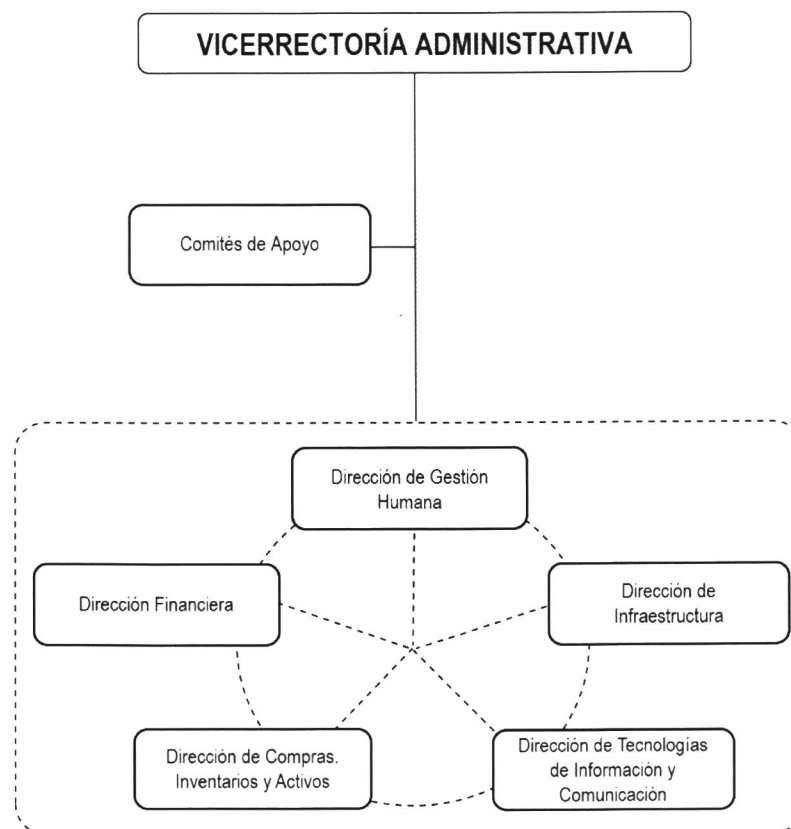 VICERRECTORÍA ADMINISTRATIVA
Comités de Apoyo
Dirección de Gestión
Humana
Dirección Financiera
Dirección de
Infraestructura
Dirección de Compras.
Inventarios y Activos
Dirección de Tecnologías
de Información y
Comunicación